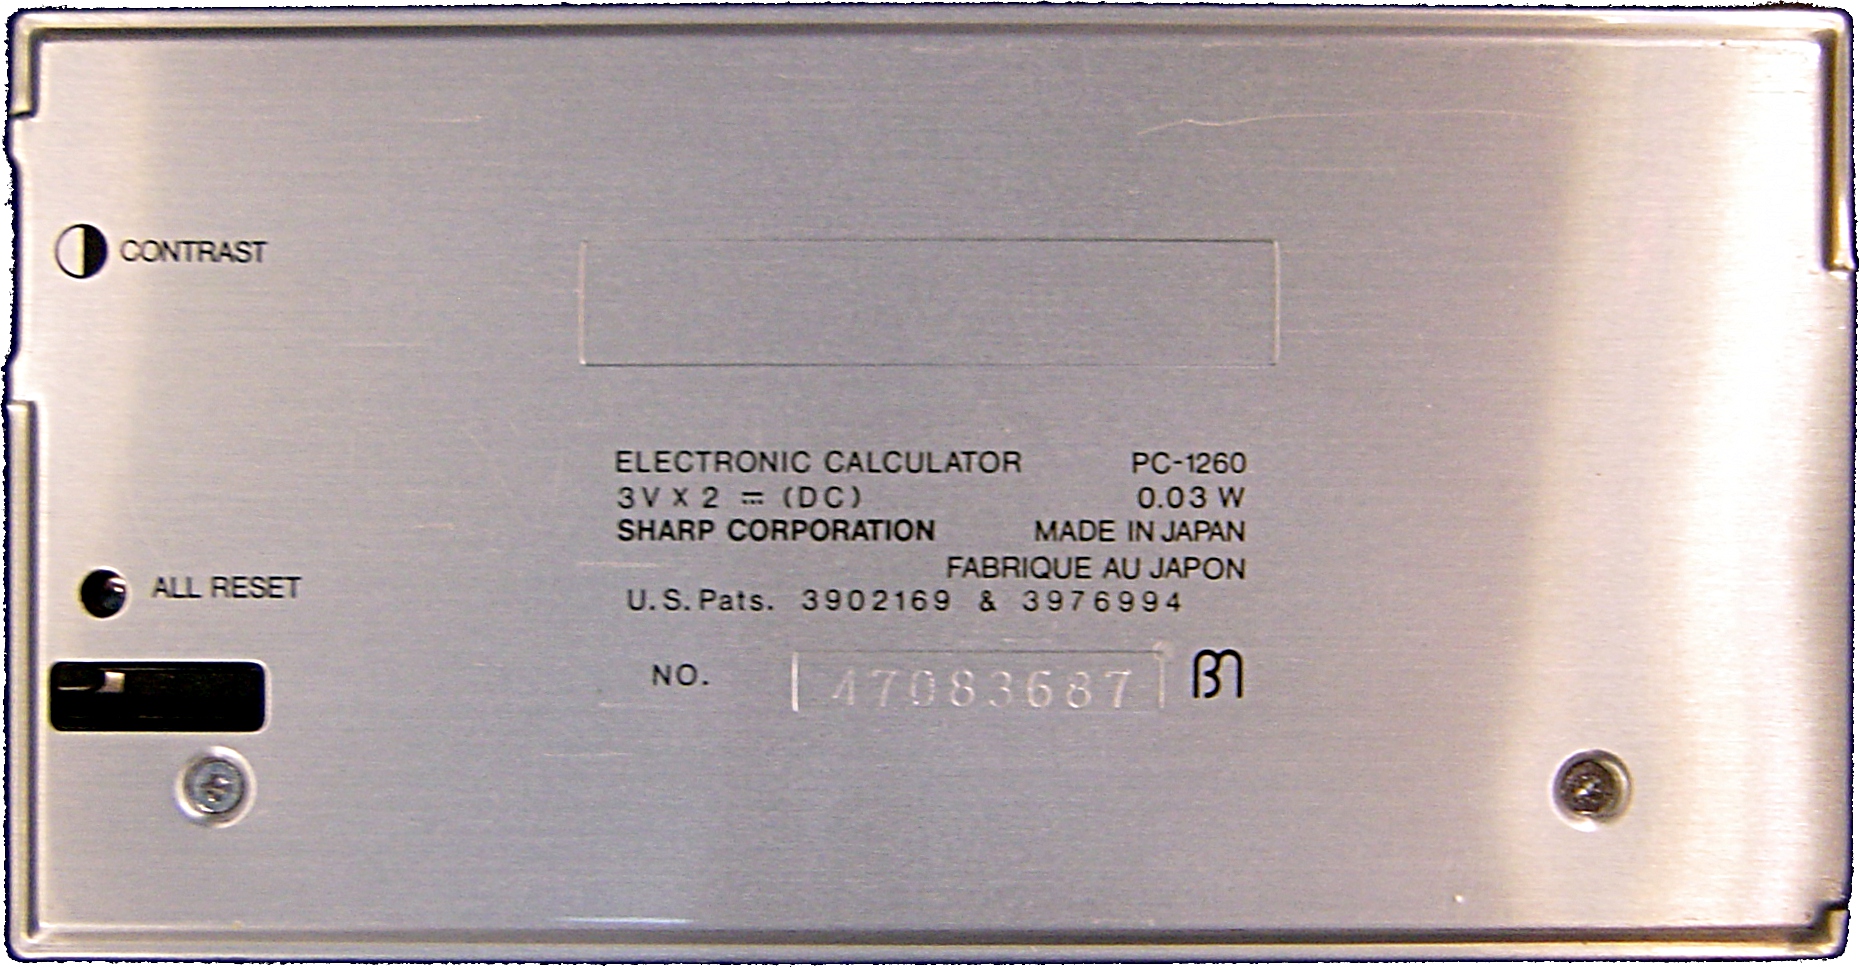 CONTRAST
ELECTRONIC CALCULATOR PC-1260
3V X 2 ⎓ (DC) 0.03 W
SHARP CORPORATION MADE IN JAPAN
FABRIQUE AU JAPON
ALL RESET
U.S. Pats. 3902169 & 3976994
NO. 47083687